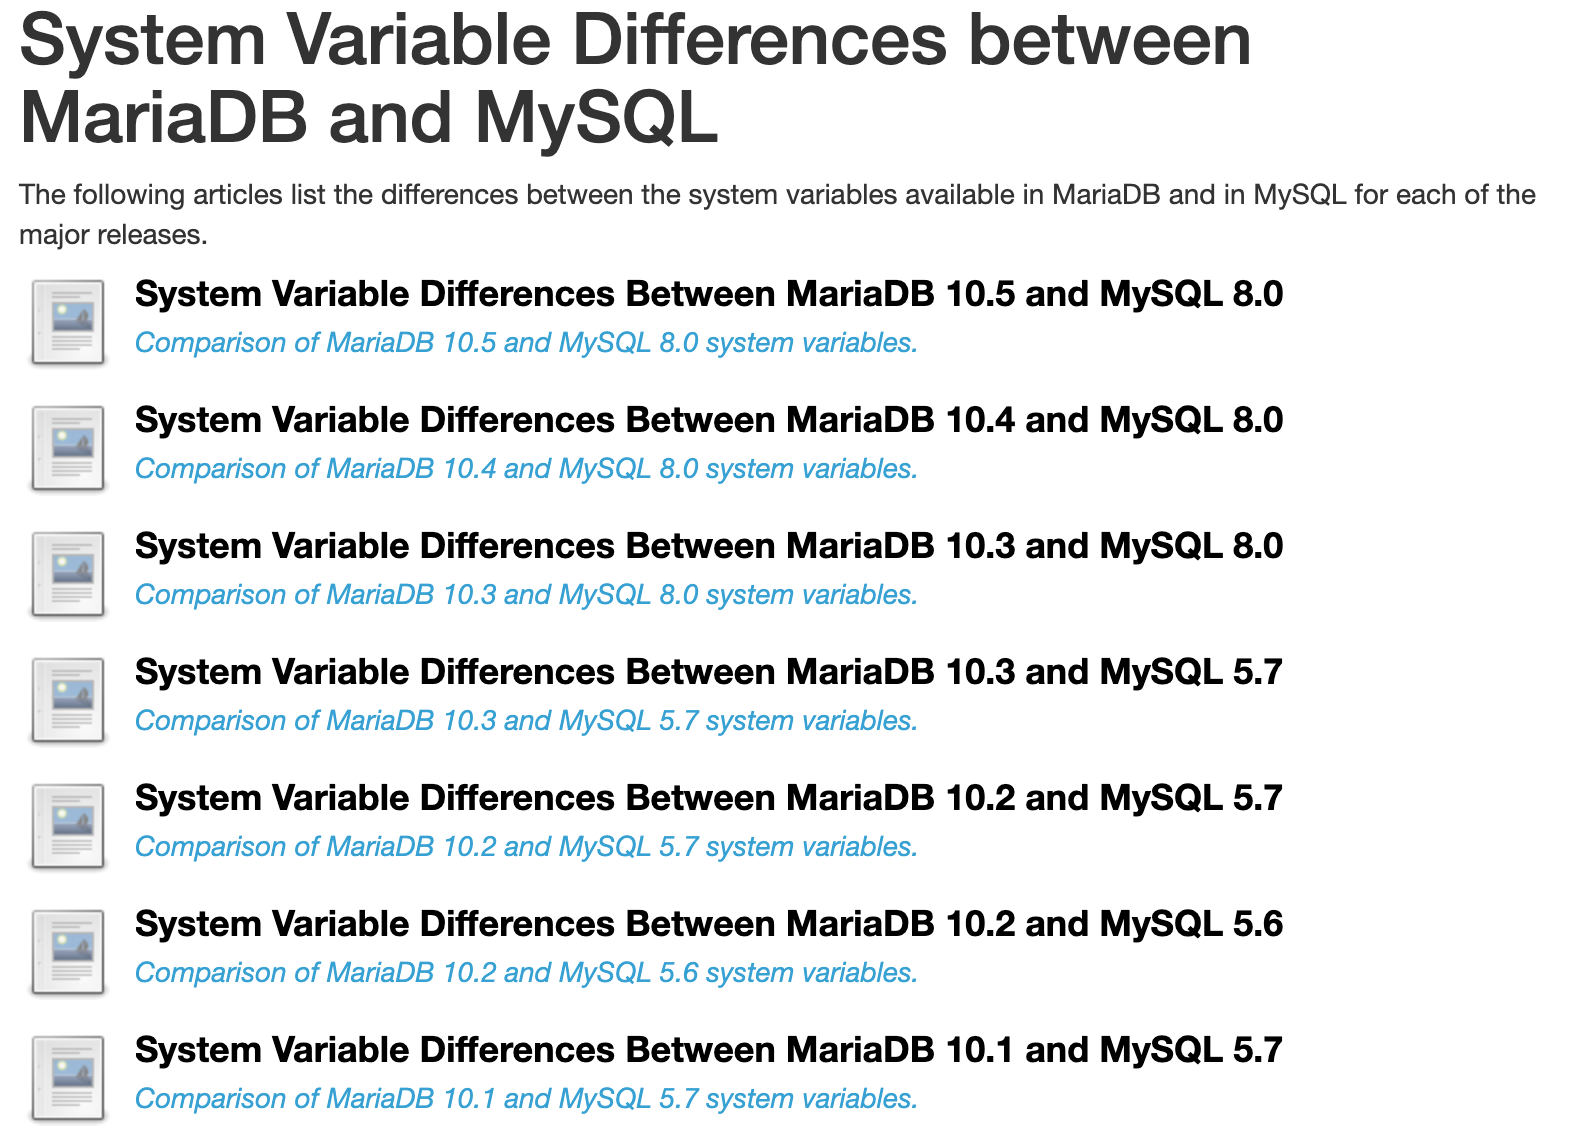 System Variable Differences between
MariaDB and MySQL
The following articles list the differences between the system variables available in MariaDB and in MySQL for each of the
major releases.
System Variable Differences Between MariaDB 10.5 and MySQL 8.0
Comparison of MariaDB 10.5 and MySQL 8.0 system variables.
System Variable Differences Between MariaDB 10.4 and MySQL 8.0
Comparison of MariaDB 10.4 and MySQL 8.0 system variables.
System Variable Differences Between MariaDB 10.3 and MySQL 8.0
Comparison of MariaDB 10.3 and MySQL 8.0 system variables.
System Variable Differences Between MariaDB 10.3 and MySQL 5.7
Comparison of MariaDB 10.3 and MySQL 5.7 system variables.
System Variable Differences Between MariaDB 10.2 and MySQL 5.7
Comparison of MariaDB 10.2 and MySQL 5.7 system variables.
System Variable Differences Between MariaDB 10.2 and MySQL 5.6
Comparison of MariaDB 10.2 and MySQL 5.6 system variables.
System Variable Differences Between MariaDB 10.1 and MySQL 5.7
Comparison of MariaDB 10.1 and MySQL 5.7 system variables.